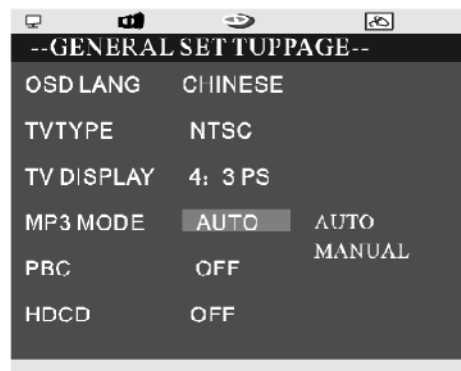 --GENERAL SET TUPPAGE--
OSD LANG CHINESE
TVTYPE NTSC
TV DISPLAY 4: 3 PS
MP3 MODE AUTO AUTO
MANUAL
PBC OFF
HDCD OFF